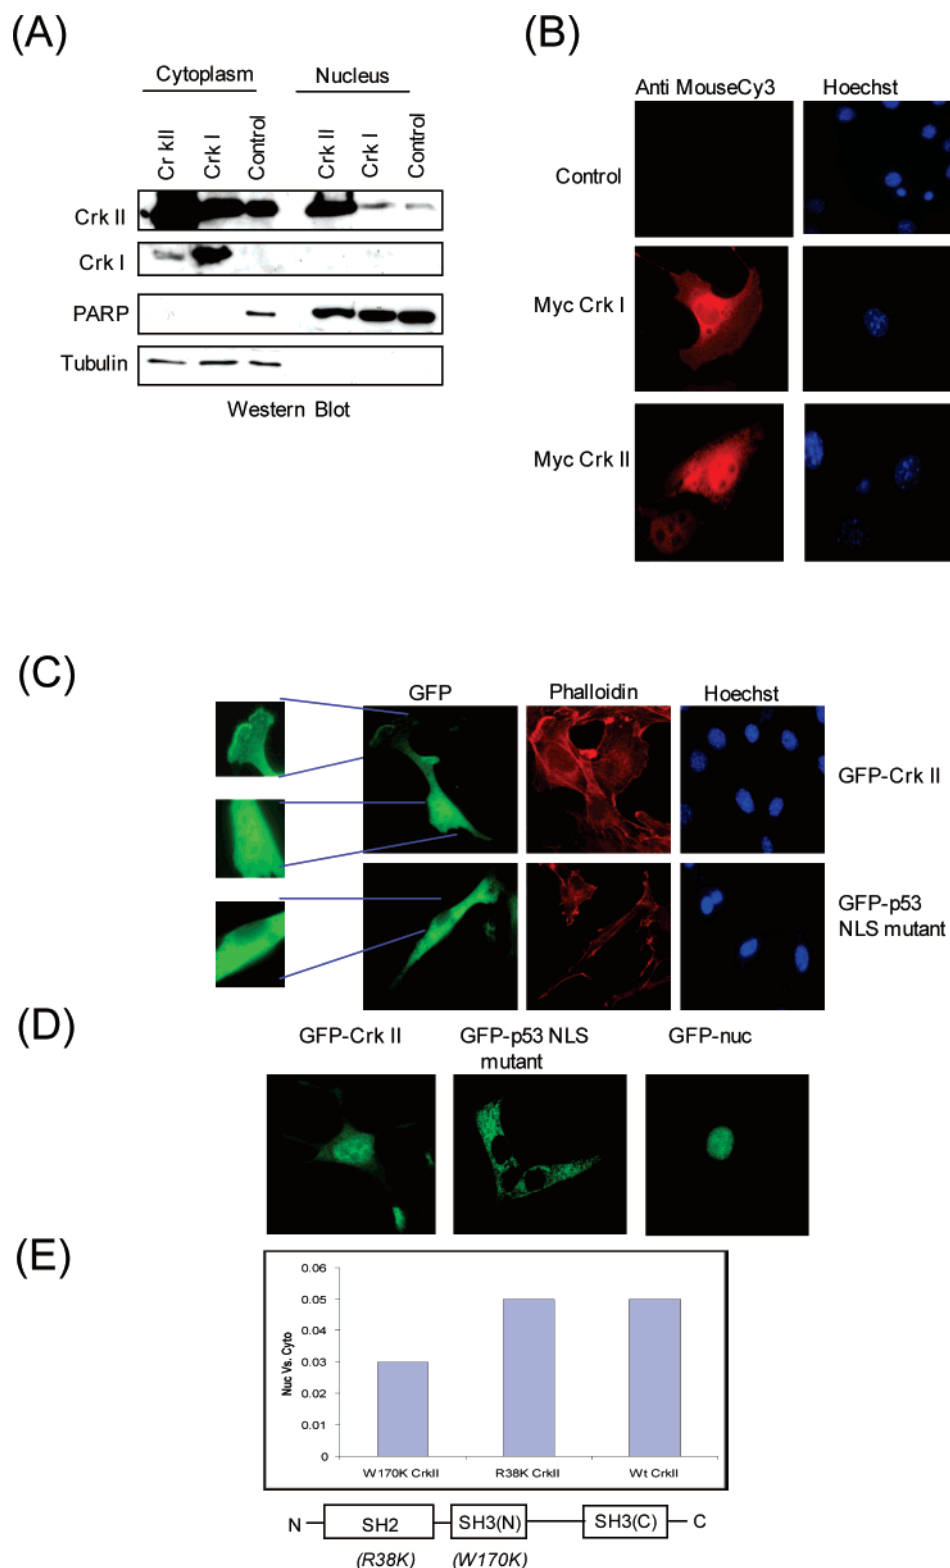 (A)
Cytoplasm
Nucleus
Cr kII
Crk I
Control
Crk II
Crk I
Control
Crk II
Crk I
PARP
Tubulin
Western Blot
(B)
Anti MouseCy3
Hoechst
Control
Myc Crk I
Myc Crk II
(C)
GFP
Phalloidin
Hoechst
GFP-Crk II
GFP-p53
NLS mutant
(D)
GFP-Crk II
GFP-p53 NLS
mutant
GFP-nuc
(E)
Nuc Vs. Cyto
0.06
0.05
0.04
0.03
0.02
0.01
0
W170K CrkII
R38K CrkII
Wt CrkII
N
SH2
SH3(N)
SH3(C)
C
(R38K)
(W170K)